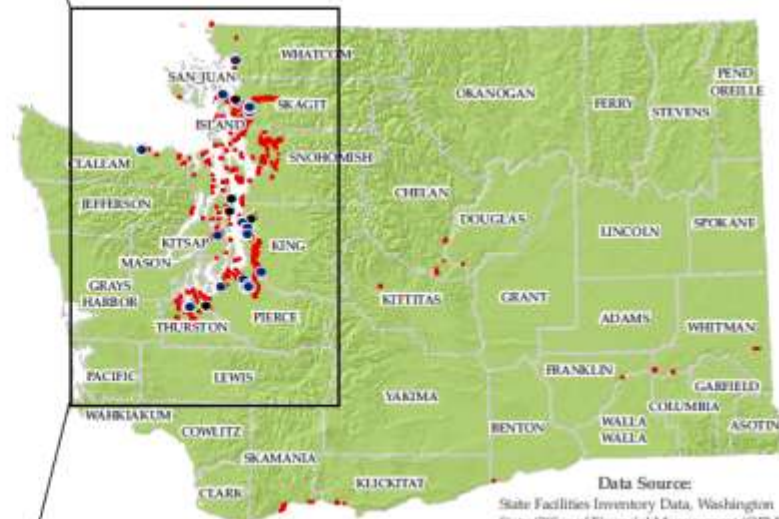 WHATCOM
SAN JUAN
PEND
OREILLE
OKANOGAN
FERRY
STEVENS
SKAGIT
ISLAND
SNOHOMISH
CLALLAM
CHELAN
JEFFERSON
DOUGLAS
LINCOLN
SPOKANE
KITSAP
KING
MASON
GRAYS
HARBOR
KITTITAS
GRANT
ADAMS
WHITMAN
THURSTON
PIERCE
PACIFIC
LEWIS
FRANKLIN
GARFIELD
YAKIMA
COLUMBIA
WAHKIAKUM
BENTON
WALLA
WALLA
ASOTIN
COWLITZ
SKAMANIA
KLICKITAT
CLARK
Data Source:
State Facilities Inventory Data, Washington